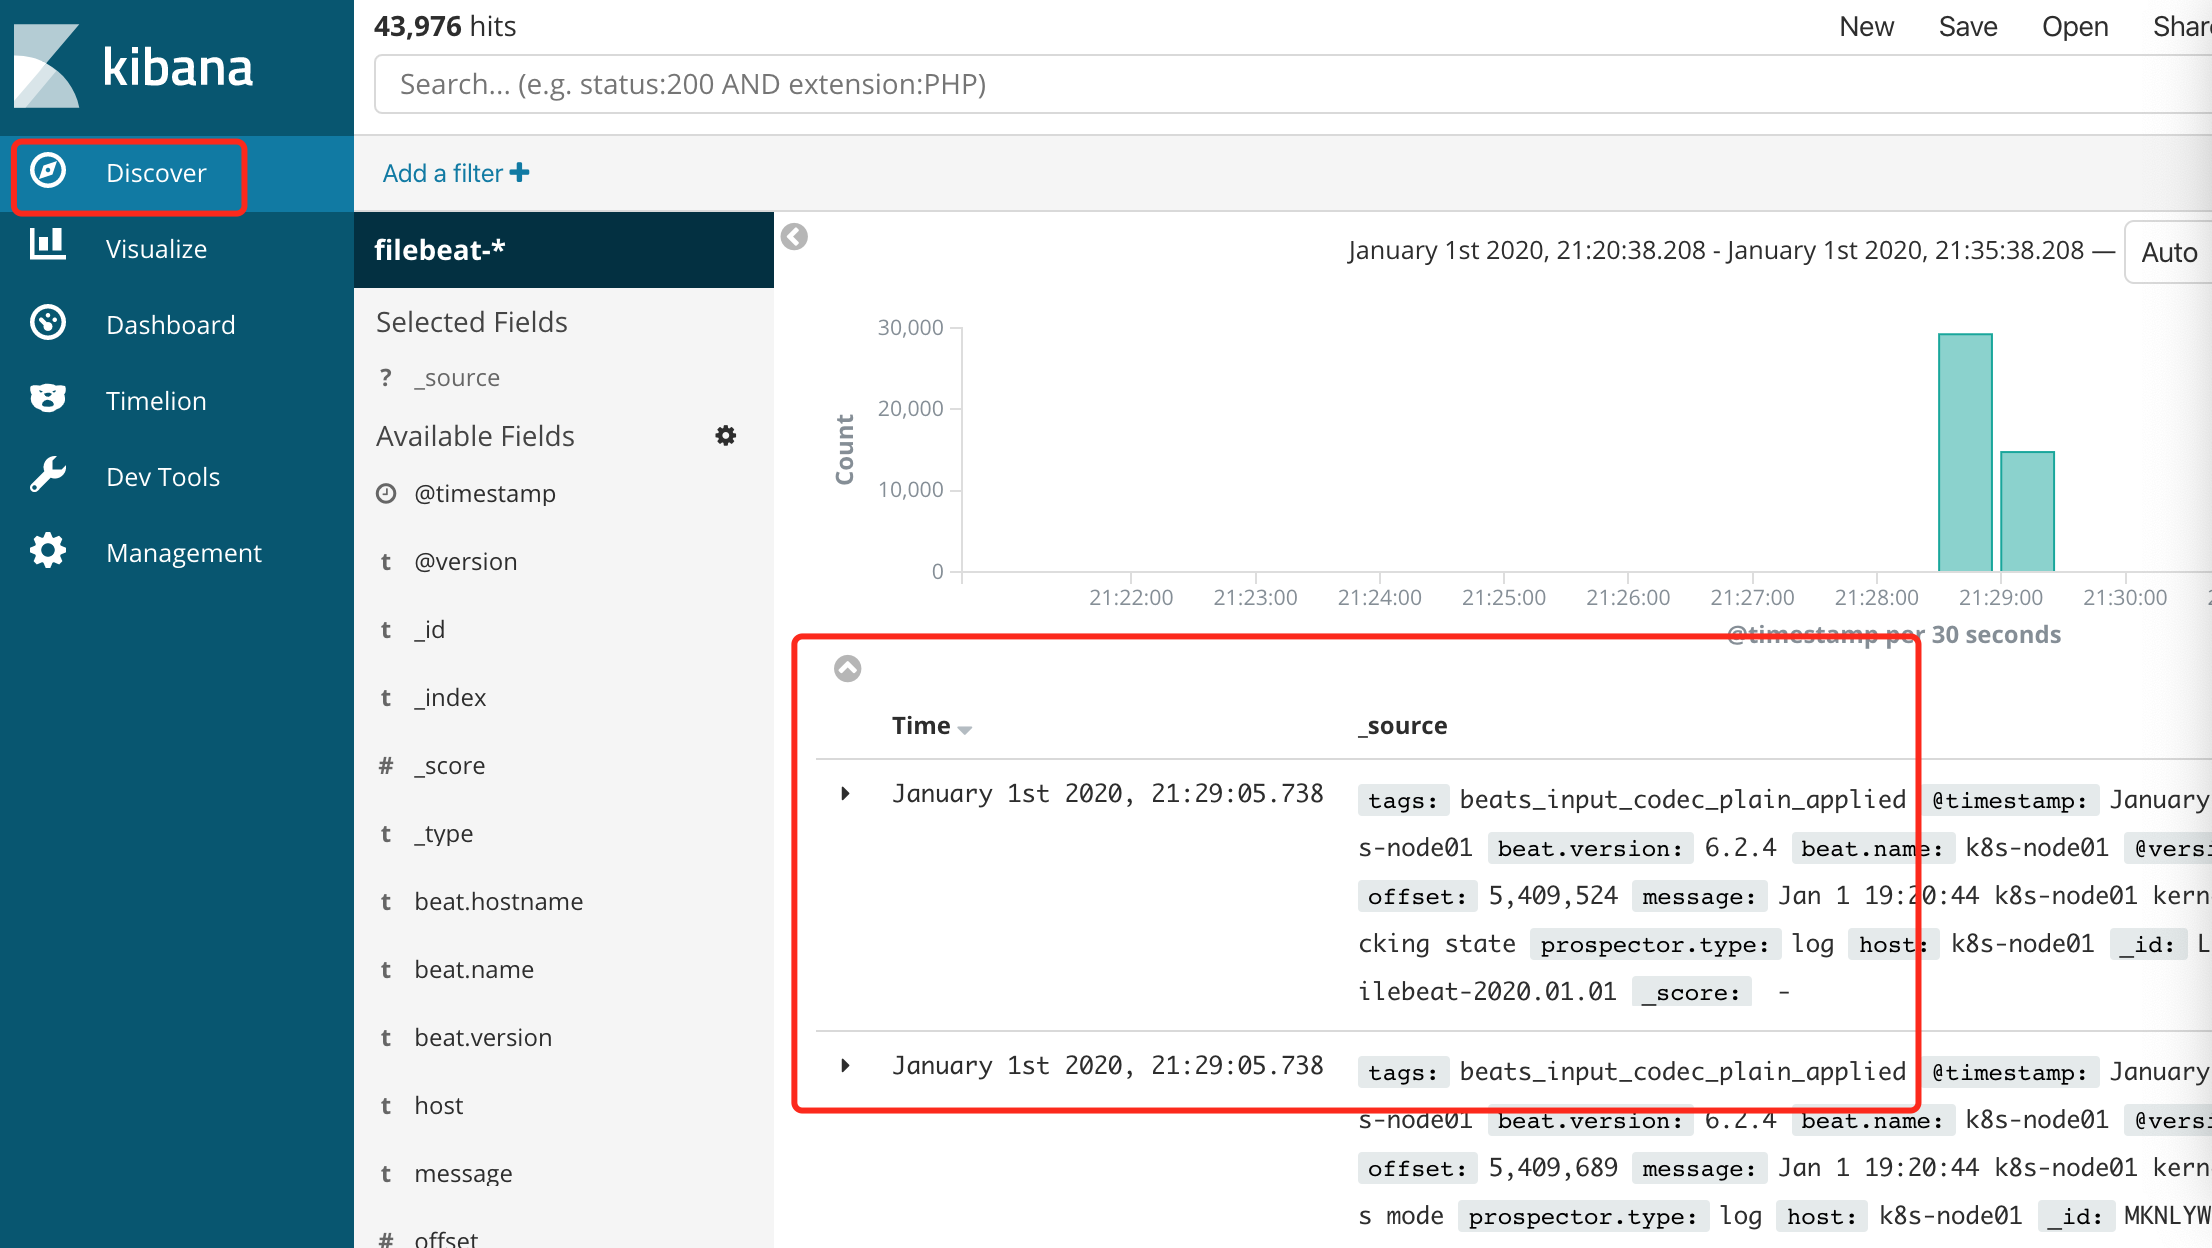 kibana
Discover
Visualize
Dashboard
Timelion
Dev Tools
Management
43,976 hits
New Save Open
Search... (e.g. status:200 AND extension:PHP)
Add a filter
filebeat-*
Selected Fields
? _source
Available Fields
@timestamp
t @version
t _id
t _index
# _score
t _type
t beat.hostname
t beat.name
t beat.version
t host
t message
# offset
January 1st 2020, 21:20:38.208 - January 1st 2020, 21:35:38.208 — Auto
Count
30,000
20,000
10,000
0
21:22:00 21:23:00 21:24:00 21:25:00 21:26:00 21:27:00 21:28:00 21:29:00 21:30:00
@timestamp per 30 seconds
Time _source
January 1st 2020, 21:29:05.738 tags: beats_input_codec_plain_applied @timestamp: January
s-node01 beat.version: 6.2.4 beat.name: k8s-node01
offset: 5,409,524 message: Jan 1 19:20:44 k8s-node01 kern
cking state prospector.type: log host: k8s-node01 _id: L
ilebeat-2020.01.01 _score: -
January 1st 2020, 21:29:05.738 tags: beats_input_codec_plain_applied @timestamp: January
s-node01 beat.version: 6.2.4 beat.name: k8s-node01
offset: 5,409,689 message: Jan 1 19:20:44 k8s-node01 kern
s mode prospector.type: log host: k8s-node01 _id: MKNLYW